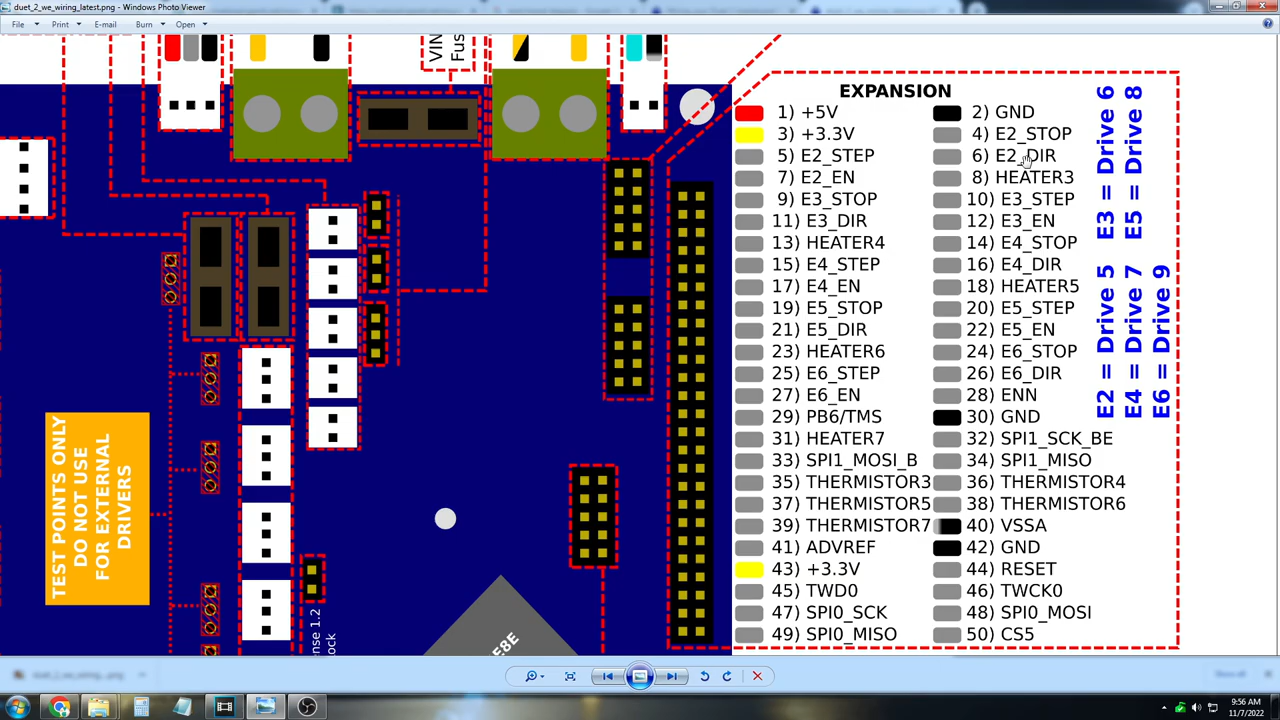 duet_2_we_wiring_latest.png - Windows Photo Viewer
File Print E-mail Burn Open
VIN
Fus
EXPANSION
1) +5V
2) GND
3) +3.3V
4) E2_STOP
5) E2_STEP
6) E2_DIR
7) E2_EN
8) HEATER3
9) E3_STOP
10) E3_STEP
11) E3_DIR
12) E3_EN
13) HEATER4
14) E4_STOP
15) E4_STEP
16) E4_DIR
17) E4_EN
18) HEATER5
19) E5_STOP
20) E5_STEP
21) E5_DIR
22) E5_EN
23) HEATER6
24) E6_STOP
25) E6_STEP
26) E6_DIR
27) E6_EN
28) ENN
29) PB6/TMS
30) GND
31) HEATER7
32) SPI1_SCK_BE
33) SPI1_MOSI_B
34) SPI1_MISO
35) THERMISTOR3
36) THERMISTOR4
37) THERMISTOR5
38) THERMISTOR6
39) THERMISTOR7
40) VSSA
41) ADVREF
42) GND
43) +3.3V
44) RESET
45) TWD0
46) TWCK0
47) SPI0_SCK
48) SPI0_MOSI
49) SPI0_MISO
50) CS5
E2 = Drive 5 E3 = Drive 6
E4 = Drive 7 E5 = Drive 8
E6 = Drive 9
TEST POINTS ONLY
DO NOT USE
FOR EXTERNAL
DRIVERS
ense 1.2
ock
E8E
Show all
9:56 AM
11/7/2022